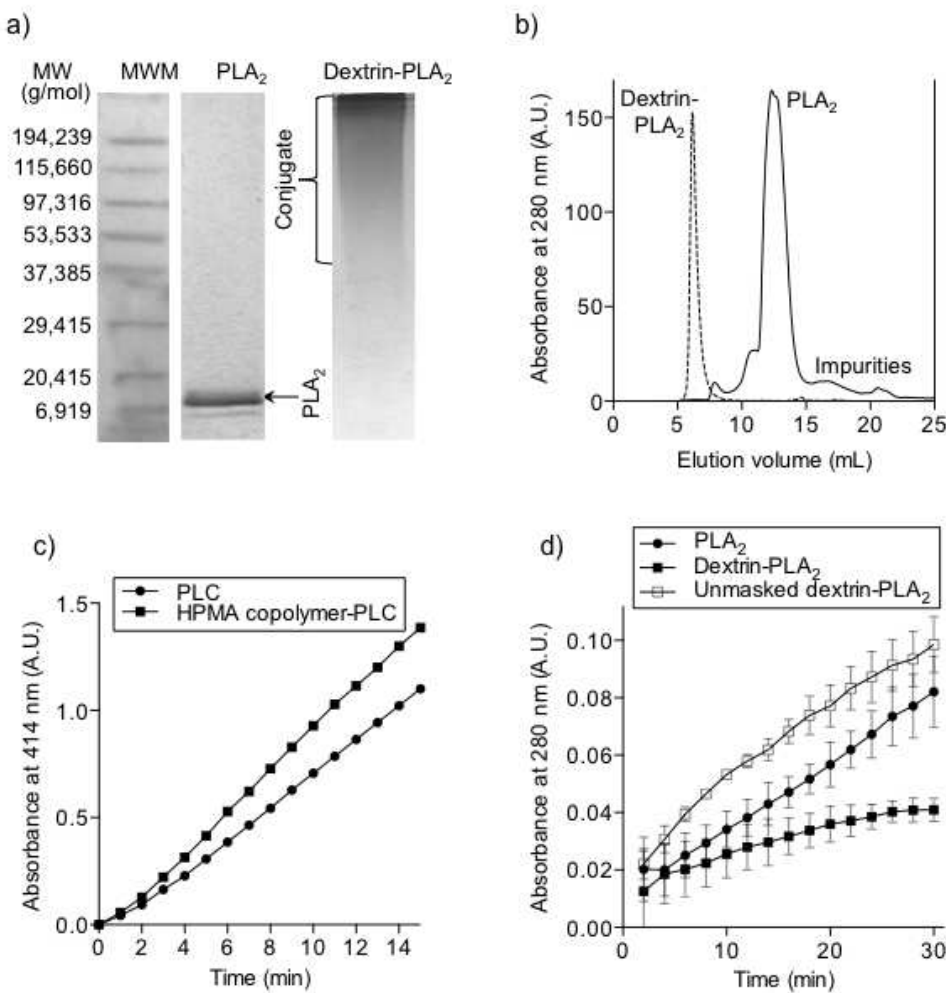 a)
MW
(g/mol)
MWM
PLA₂
Dextrin-PLA₂
194,239
115,660
97,316
53,533
37,385
29,415
20,415
6,919
Conjugate
PLA₂
b)
Absorbance at 280 nm (A.U.)
150
100
50
0
Dextrin-
PLA₂
PLA₂
Impurities
0 5 10 15 20 25
Elution volume (mL)
c)
PLC
HPMA copolymer-PLC
Absorbance at 414 nm (A.U.)
1.5
1.0
0.5
0.0
0 2 4 6 8 10 12 14
Time (min)
d)
PLA₂
Dextrin-PLA₂
Unmasked dextrin-PLA₂
Absorbance at 280 nm (A.U.)
0.10
0.08
0.06
0.04
0.02
0.00
0 10 20 30
Time (min)